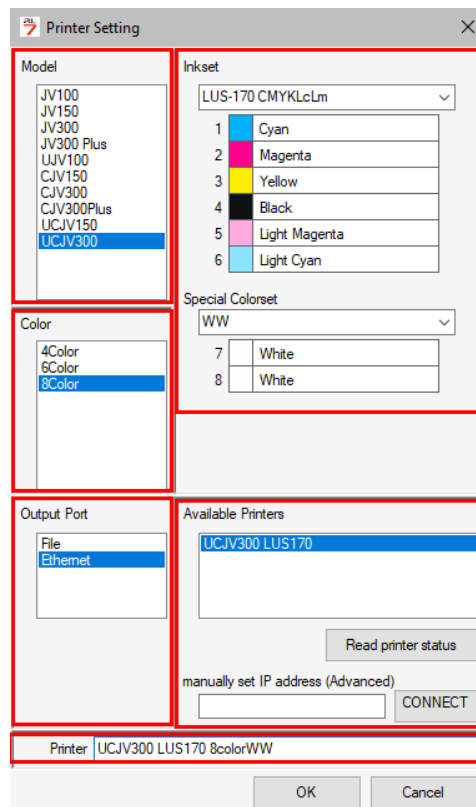 Printer Setting
Model
JV100
JV150
JV300
JV300 Plus
UJV100
CJV150
CJV300
CJV300Plus
UCJV150
UCJV300
Inkset
LUS-170 CMYKLcLm
1 Cyan
2 Magenta
3 Yellow
4 Black
5 Light Magenta
6 Light Cyan
Special Colorset
WW
7 White
8 White
Color
4Color
6Color
8Color
Output Port
File
Ethernet
Available Printers
UCJV300 LUS170
Read printer status
manually set IP address (Advanced)
CONNECT
Printer UCJV300 LUS170 8colorWW
OK Cancel